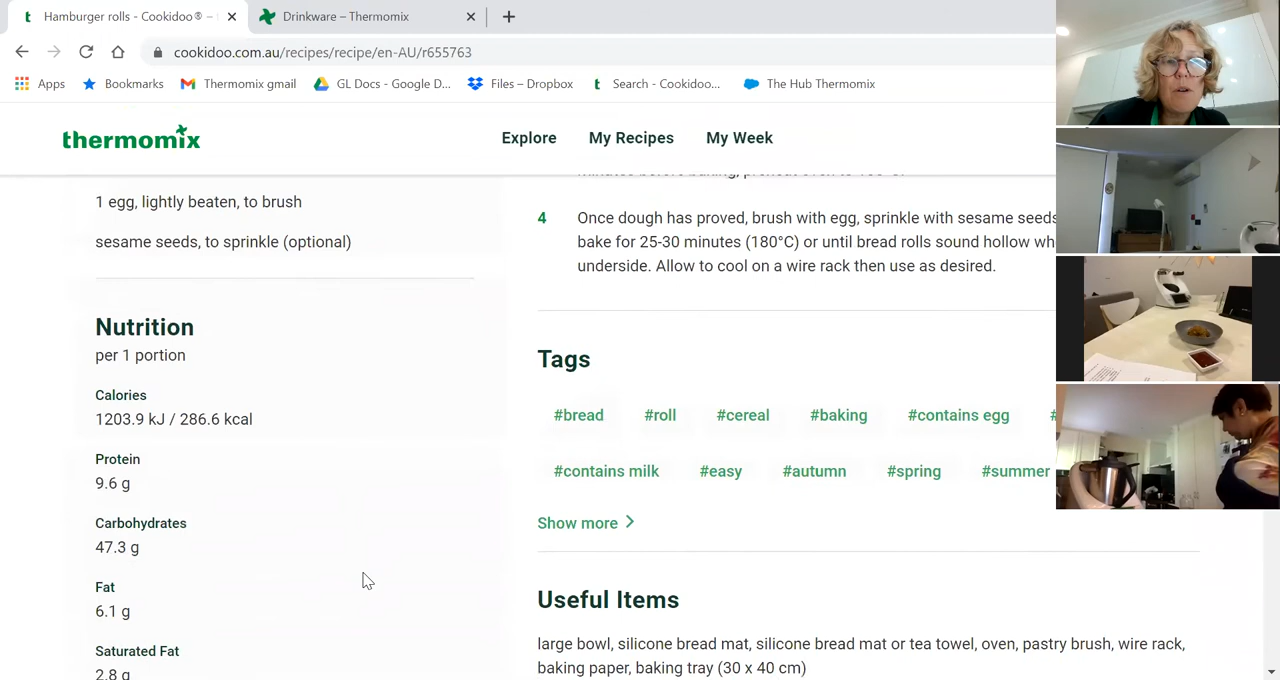 Hamburger rolls - Cookidoo® –
Drinkware – Thermomix
cookidoo.com.au/recipes/recipe/en-AU/r655763
Apps
Bookmarks
Thermomix gmail
GL Docs - Google D...
Files – Dropbox
Search - Cookidoo...
The Hub Thermomix
thermomix
Explore
My Recipes
My Week
1 egg, lightly beaten, to brush
sesame seeds, to sprinkle (optional)
Nutrition
per 1 portion
Calories
1203.9 kJ / 286.6 kcal
Protein
9.6 g
Carbohydrates
47.3 g
Fat
6.1 g
Saturated Fat
2.8 g
4
Once dough has proved, brush with egg, sprinkle with sesame seeds
bake for 25-30 minutes (180°C) or until bread rolls sound hollow
underside. Allow to cool on a wire rack then use as desired.
Tags
#bread
#roll
#cereal
#baking
#contains egg
#contains milk
#easy
#autumn
#spring
#summer
Show more
Useful Items
large bowl, silicone bread mat, silicone bread mat or tea towel, oven, pastry brush, wire rack,
baking paper, baking tray (30 x 40 cm)